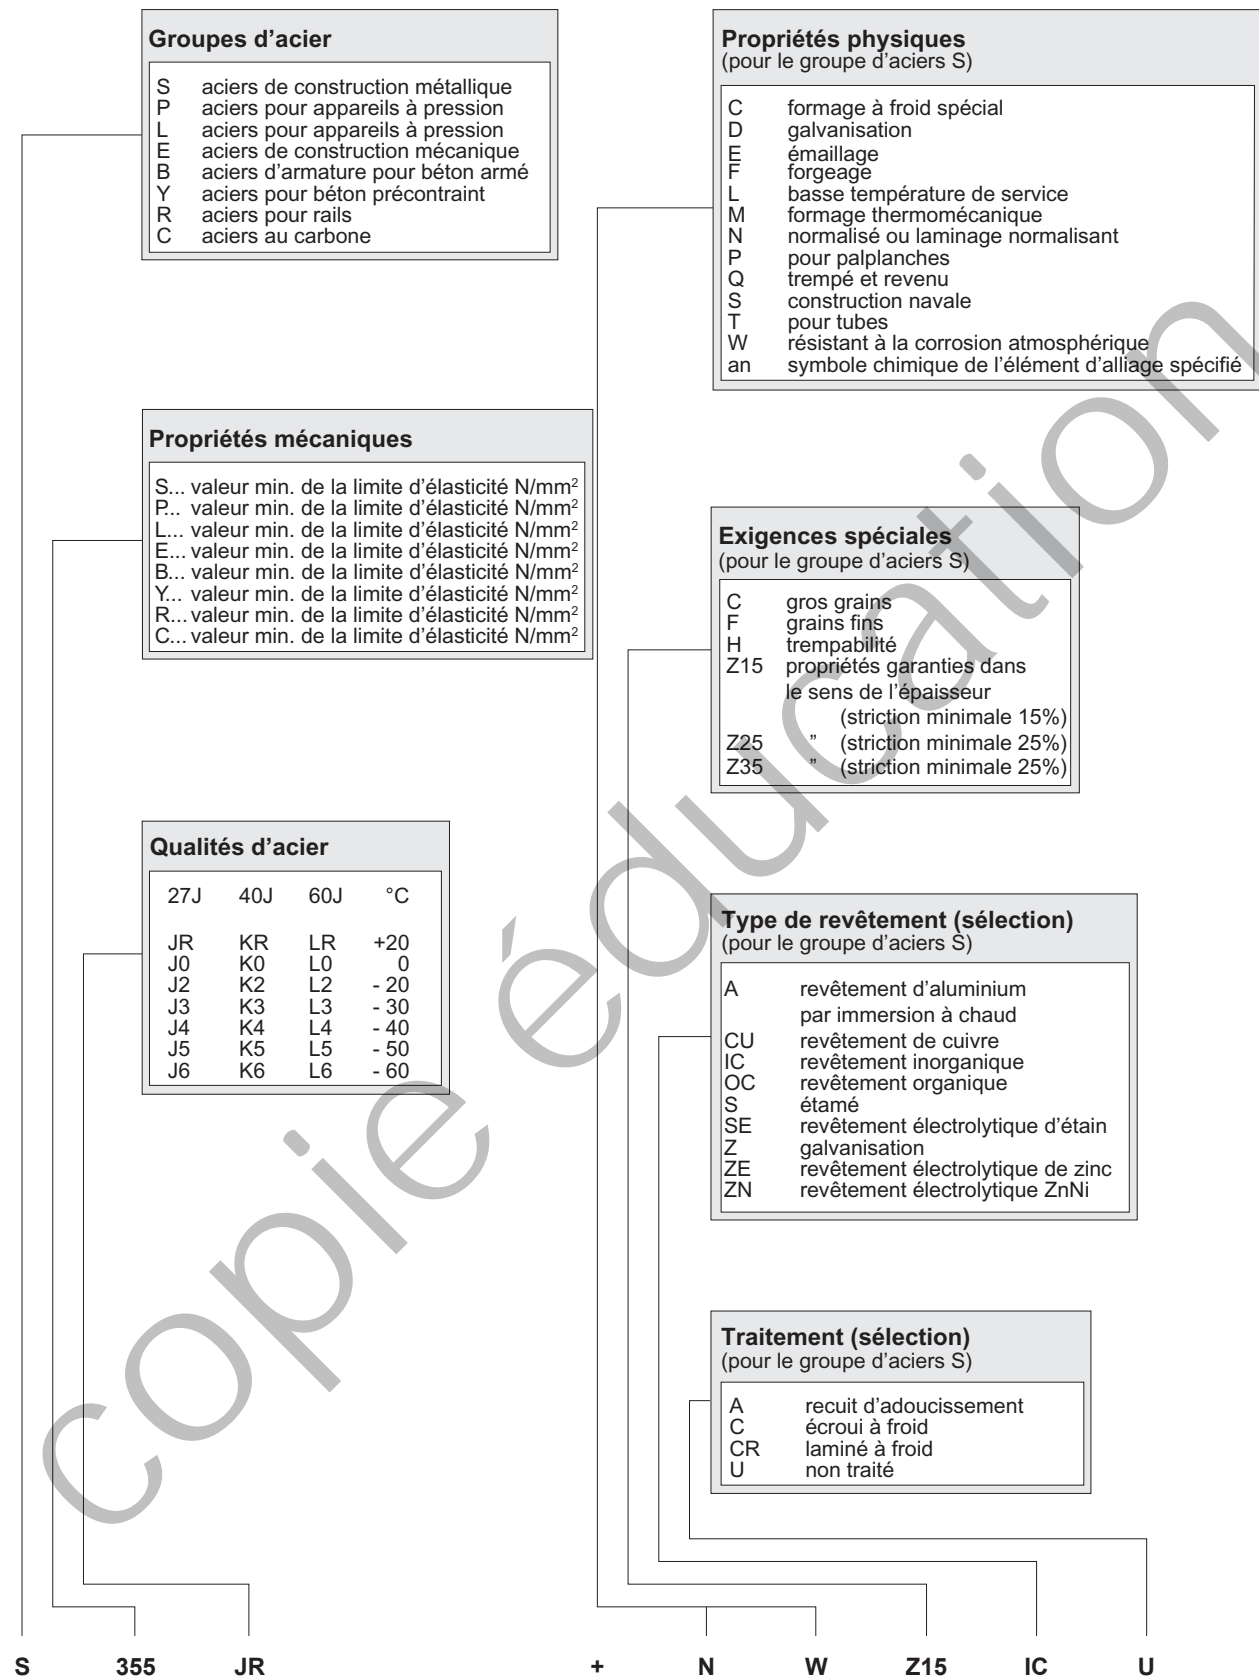 Groupes d'acier
S aciers de construction métallique
P aciers pour appareils à pression
L aciers pour appareils à pression
E aciers de construction mécanique
B aciers d'armature pour béton armé
Y aciers pour béton précontraint
R aciers pour rails
C aciers au carbone
Propriétés mécaniques
S... valeur min. de la limite d'élasticité N/mm²
P... valeur min. de la limite d'élasticité N/mm²
L... valeur min. de la limite d'élasticité N/mm²
E... valeur min. de la limite d'élasticité N/mm²
B... valeur min. de la limite d'élasticité N/mm²
Y... valeur min. de la limite d'élasticité N/mm²
R... valeur min. de la limite d'élasticité N/mm²
C... valeur min. de la limite d'élasticité N/mm²
Qualités d'acier
27J 40J 60J °C
JR KR LR +20
J0 K0 L0 0
J2 K2 L2 - 20
J3 K3 L3 - 30
J4 K4 L4 - 40
J5 K5 L5 - 50
J6 K6 L6 - 60
Propriétés physiques
(pour le groupe d'aciers S)
C formage à froid spécial
D galvanisation
E émaillage
F forgeage
L basse température de service
M formage thermomécanique
N normalisé ou laminage normalisant
P pour palplanches
Q trempé et revenu
S construction navale
T pour tubes
W résistant à la corrosion atmosphérique
an symbole chimique de l'élément d'alliage spécifié
Exigences spéciales
(pour le groupe d'aciers S)
C gros grains
F grains fins
H trempabilité
Z15 propriétés garanties dans
le sens de l'épaisseur
(striction minimale 15%)
Z25 " (striction minimale 25%)
Z35 " (striction minimale 25%)
Type de revêtement (sélection)
(pour le groupe d'aciers S)
A revêtement d'aluminium
par immersion à chaud
CU revêtement de cuivre
IC revêtement inorganique
OC revêtement organique
S étamé
SE revêtement électrolytique d'étain
Z galvanisation
ZE revêtement électrolytique de zinc
ZN revêtement électrolytique ZnNi
Traitement (sélection)
(pour le groupe d'aciers S)
A recuit d'adoucissement
C écroui à froid
CR laminé à froid
U non traité
S 355 JR + N W Z15 IC U
copie éducation